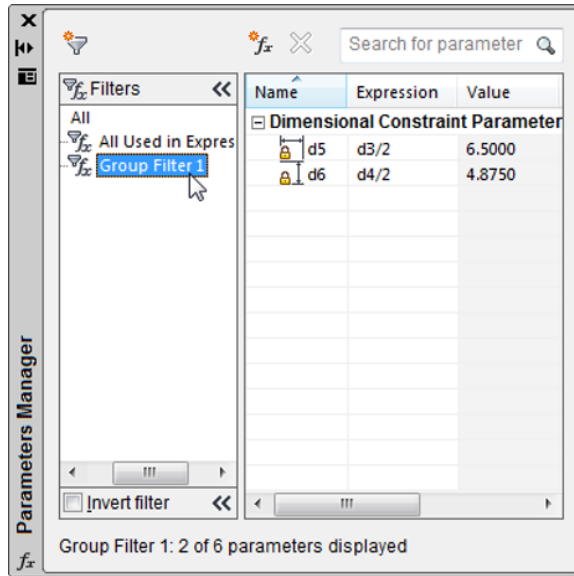 Search for parameter
Filters
All
All Used in Expres
Group Filter 1
Invert filter
Name Expression Value
Dimensional Constraint Parameter
d5 d3/2 6.5000
d6 d4/2 4.8750
Group Filter 1: 2 of 6 parameters displayed
Parameters Manager